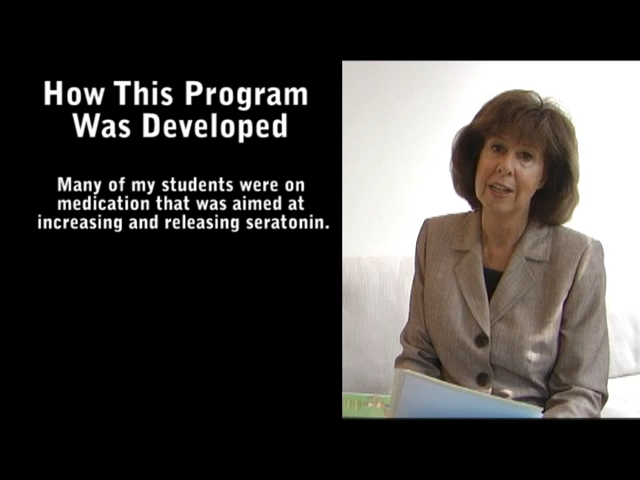 How This Program
Was Developed
Many of my students were on
medication that was aimed at
increasing and releasing seratonin.